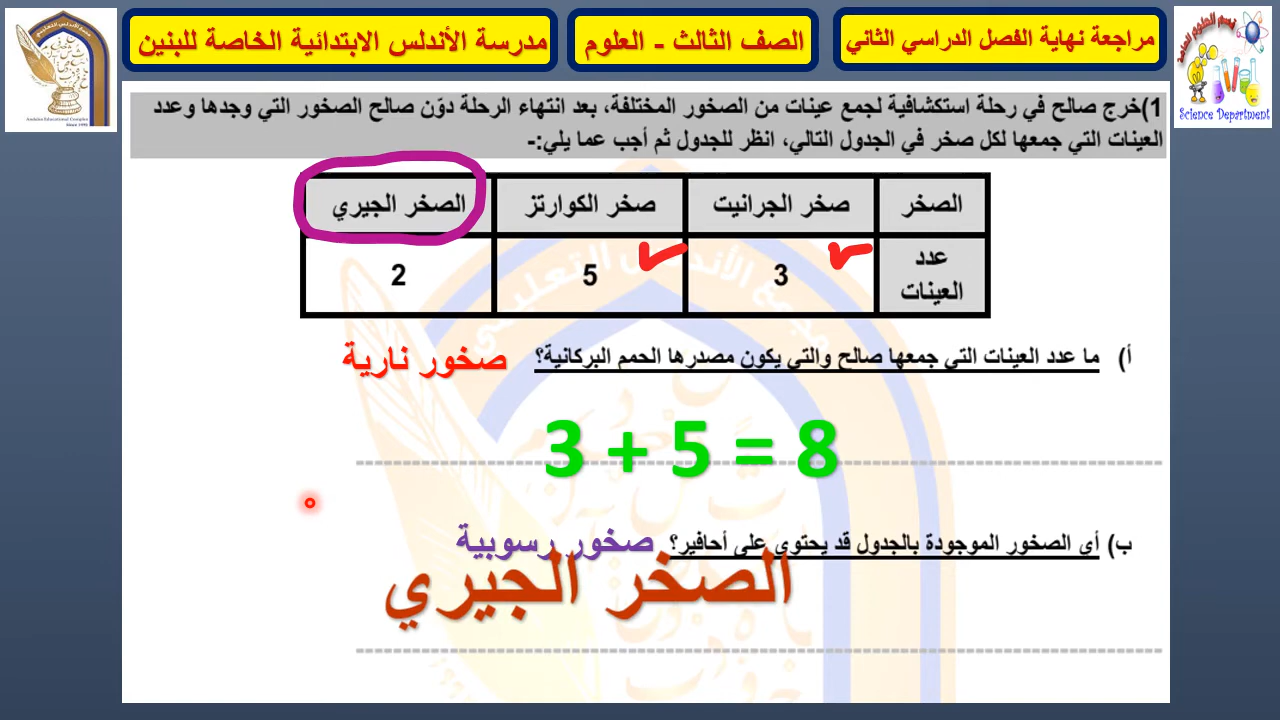 مراجعة نهاية الفصل الدراسي الثاني
الصف الثالث - العلوم
مدرسة الأندلس الابتدائية الخاصة للبنين
Science Department
1)خرج صالح في رحلة استكشافية لجمع عينات من الصخور المختلفة، بعد انتهاء الرحلة دوّن صالح الصخور التي وجدها وعدد
العينات التي جمعها لكل صخر في الجدول التالي، انظر للجدول ثم أجب عما يلي:-
الصخر صخر الجرانيت صخر الكوارتز الصخر الجيري
عدد العينات 3 5 2
أ) ما عدد العينات التي جمعها صالح والتي يكون مصدرها الحمم البركانية؟ صخور نارية
3 + 5 = 8
ب) أي الصخور الموجودة بالجدول قد يحتوي على أحافير؟ صخور رسوبية
الصخر الجيري